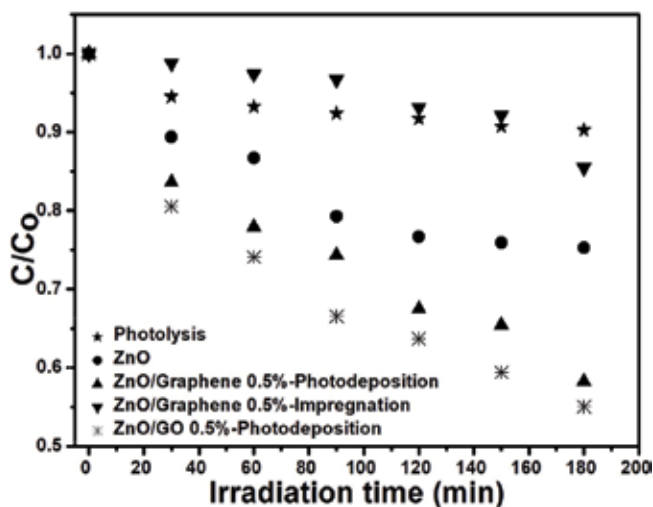 1.0
0.9
0.8
0.7
0.6
0.5
C/Co
Photolysis
ZnO
ZnO/Graphene 0.5%-Photodeposition
ZnO/Graphene 0.5%-Impregnation
ZnO/GO 0.5%-Photodeposition
0 20 40 60 80 100 120 140 160 180 200
Irradiation time (min)